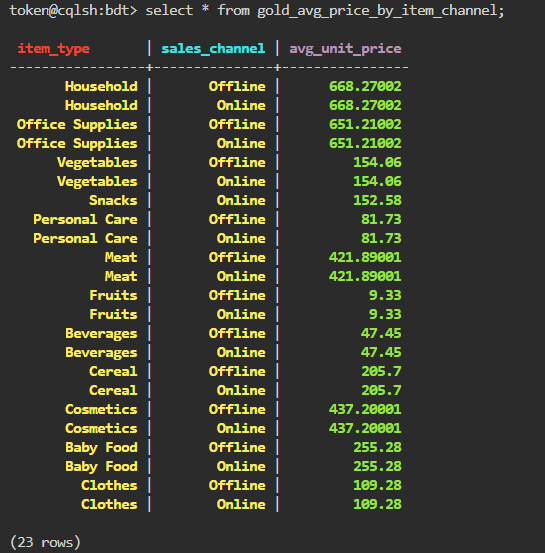 token@cqlsh:bdt> select * from gold_avg_price_by_item_channel;
item_type | sales_channel | avg_unit_price
-----------------+---------------+----------------
Household | Offline | 668.27002
Household | Online | 668.27002
Office Supplies | Offline | 651.21002
Office Supplies | Online | 651.21002
Vegetables | Offline | 154.06
Vegetables | Online | 154.06
Snacks | Online | 152.58
Personal Care | Offline | 81.73
Personal Care | Online | 81.73
Meat | Offline | 421.89001
Meat | Online | 421.89001
Fruits | Offline | 9.33
Fruits | Online | 9.33
Beverages | Offline | 47.45
Beverages | Online | 47.45
Cereal | Offline | 205.7
Cereal | Online | 205.7
Cosmetics | Offline | 437.20001
Cosmetics | Online | 437.20001
Baby Food | Offline | 255.28
Baby Food | Online | 255.28
Clothes | Offline | 109.28
Clothes | Online | 109.28
(23 rows)